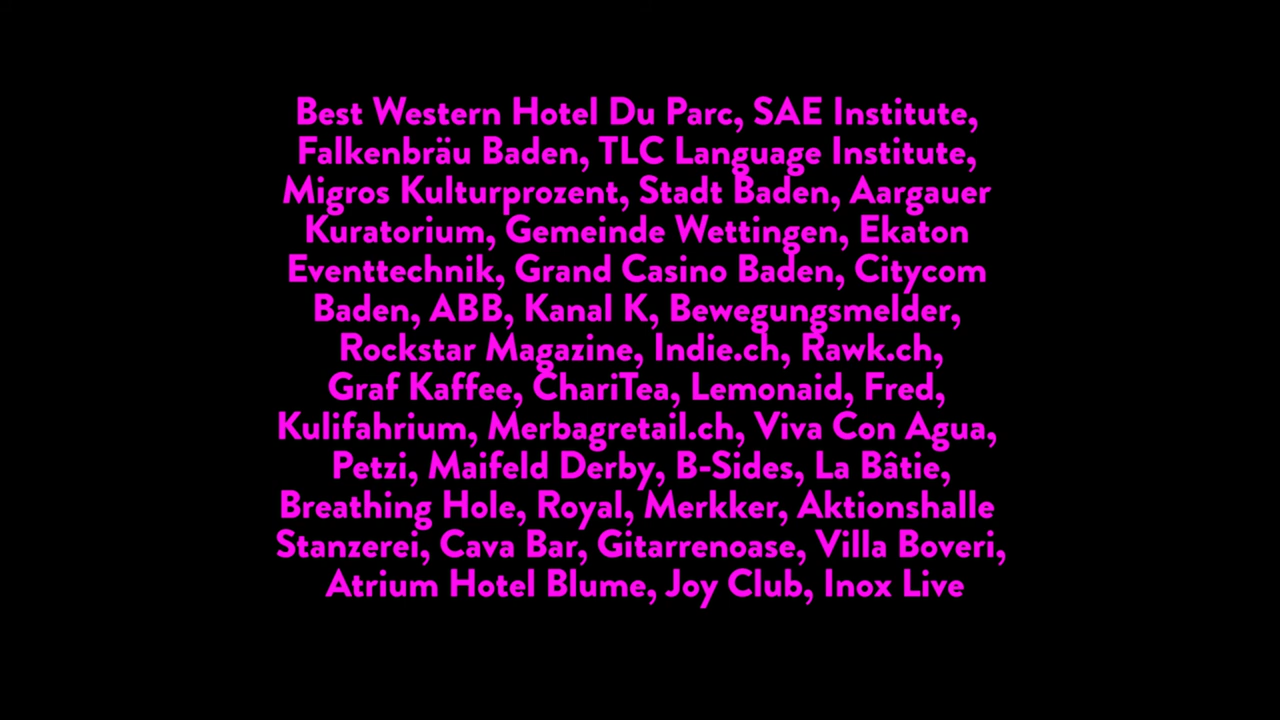 Best Western Hotel Du Parc, SAE Institute,
Falkenbräu Baden, TLC Language Institute,
Migros Kulturprozent, Stadt Baden, Aargauer
Kuratorium, Gemeinde Wettingen, Ekaton
Eventtechnik, Grand Casino Baden, Citycom
Baden, ABB, Kanal K, Bewegungsmelder,
Rockstar Magazine, Indie.ch, Rawk.ch,
Graf Kaffee, ChariTea, Lemonaid, Fred,
Kulifahrium, Merbagretail.ch, Viva Con Agua,
Petzi, Maifeld Derby, B-Sides, La Bâtie,
Breathing Hole, Royal, Merkker, Aktionshalle
Stanzerei, Cava Bar, Gitarrenoase, Villa Boveri,
Atrium Hotel Blume, Joy Club, Inox Live